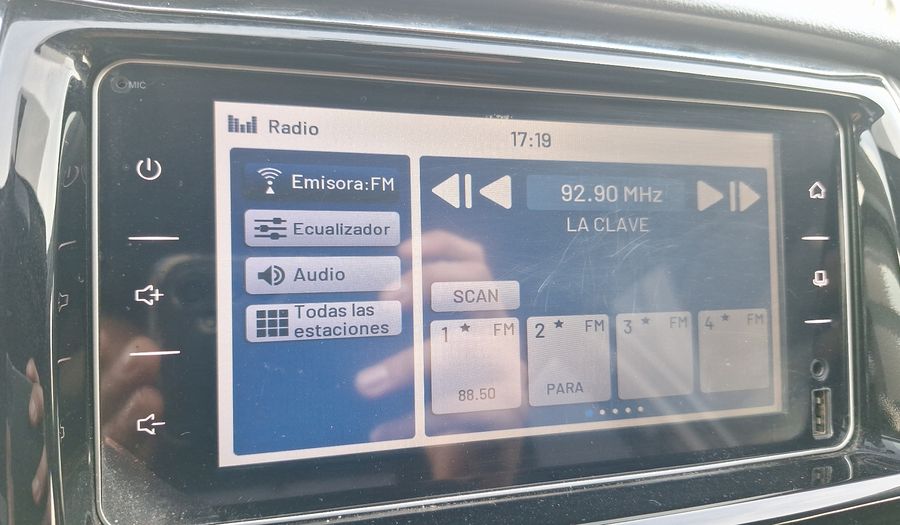 MIC
Radio
17:19
Emisora:FM
Ecualizador
Audio
Todas las
estaciones
92.90 MHz
LA CLAVE
SCAN
1 FM
88.50
2 FM
PARA
3 FM
4 FM